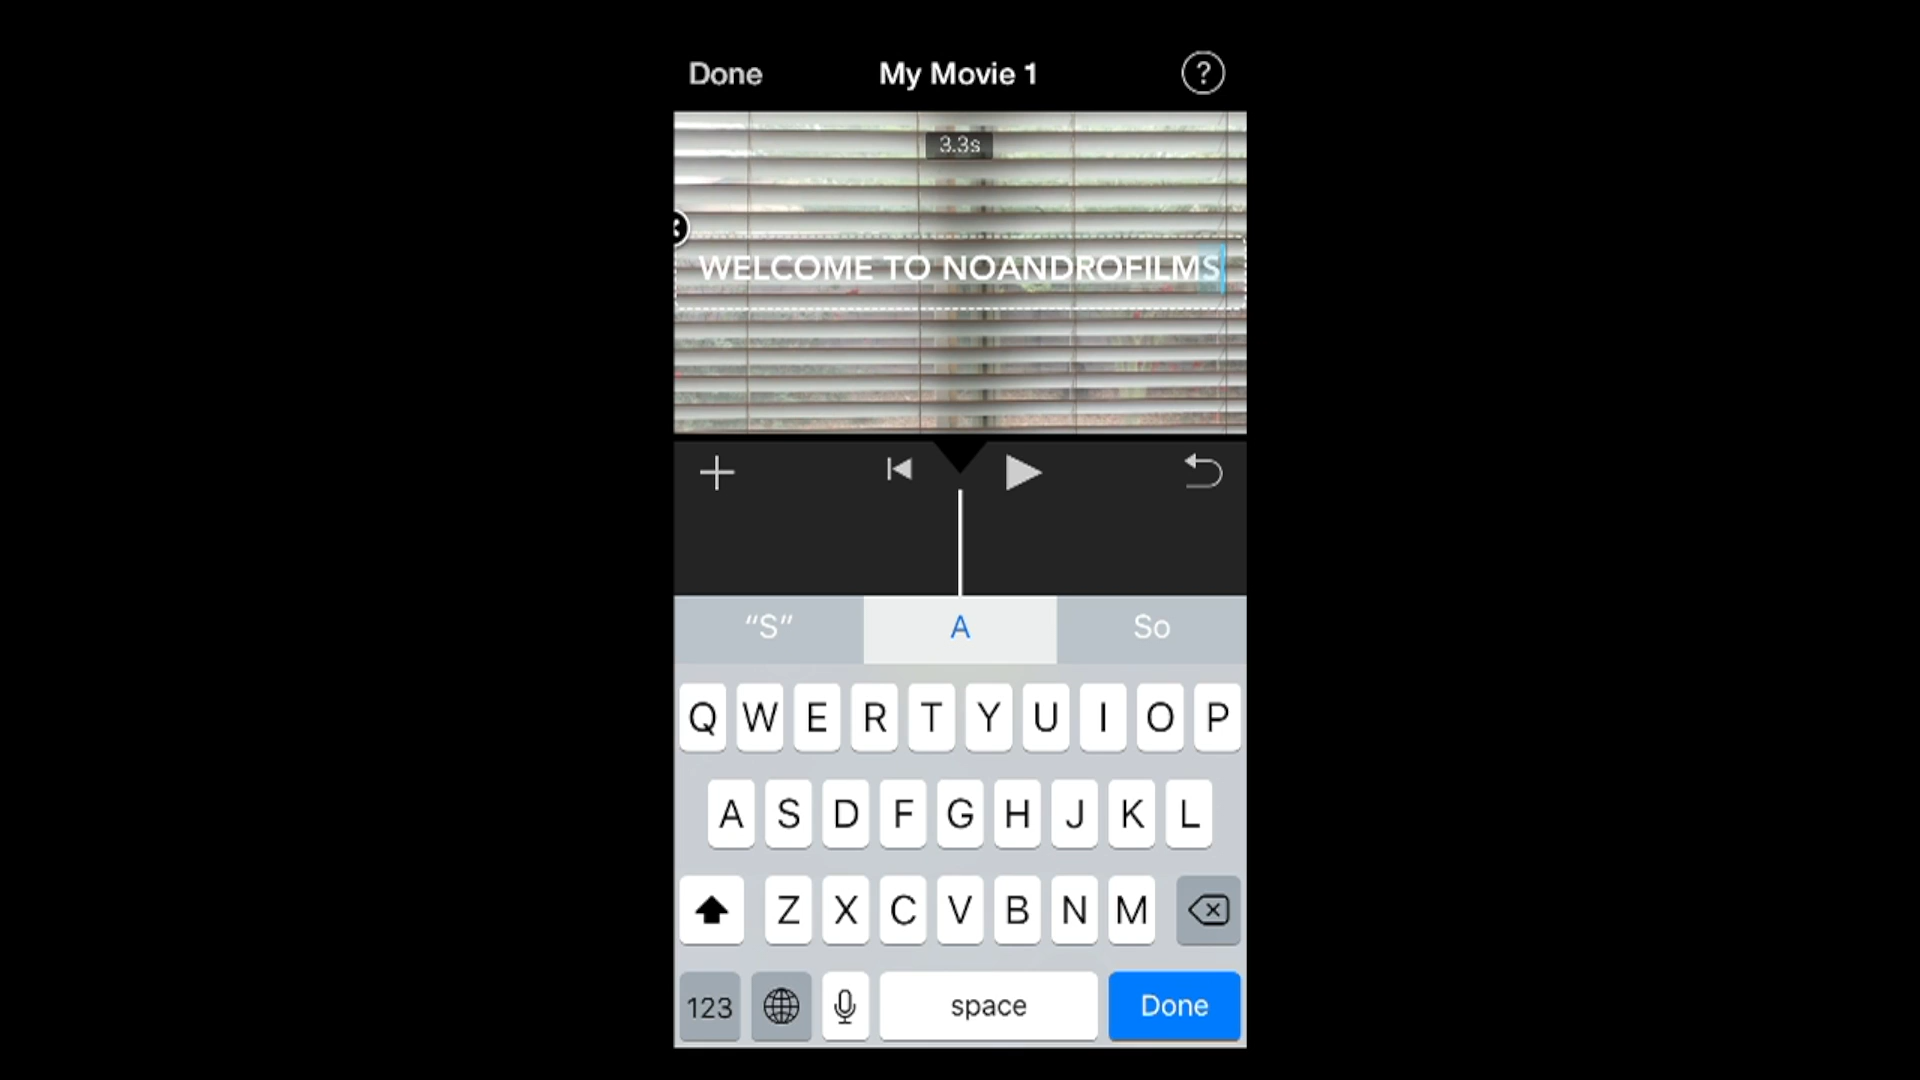 Done My Movie 1 ?
3.3s
WELCOME TO NOANDROFILMS
“S” A So
Q W E R T Y U I O P
A S D F G H J K L
Z X C V B N M
123 space Done